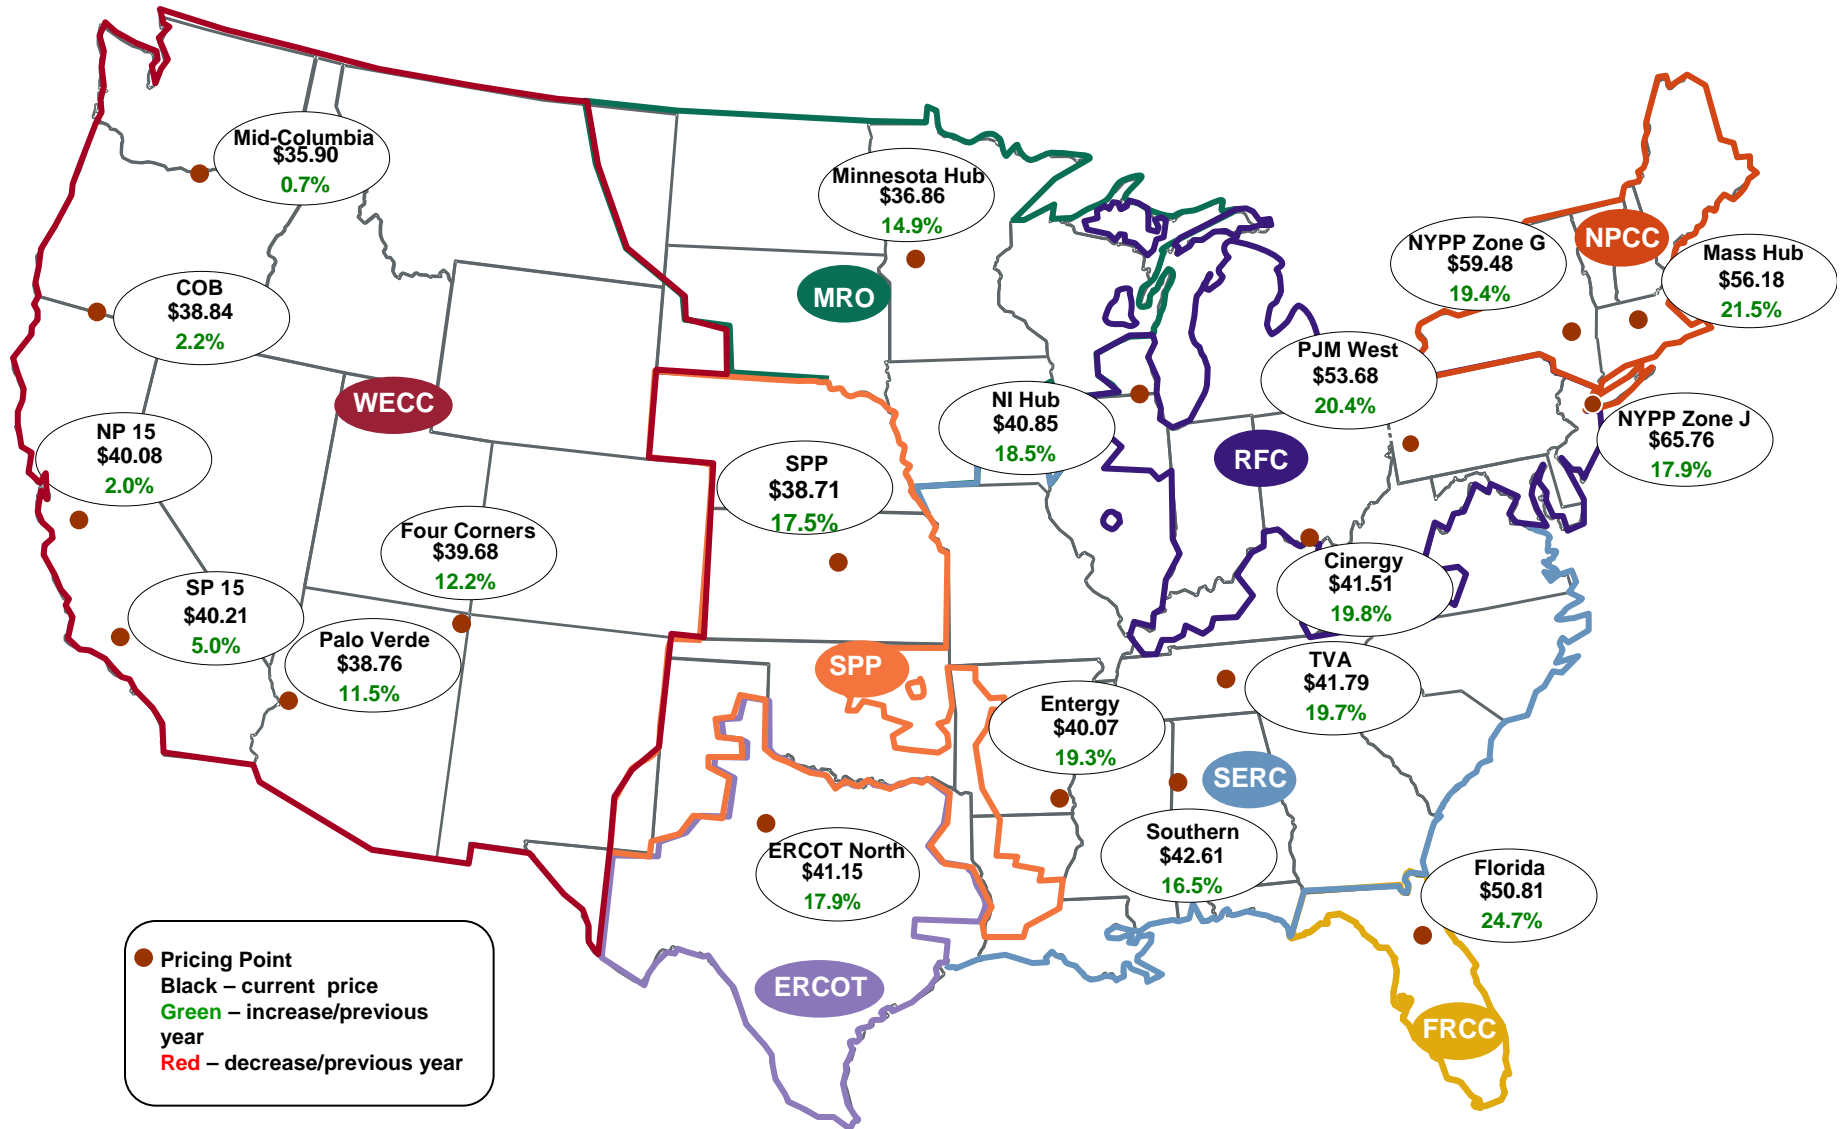 Mid-Columbia
$35.90
0.7%
Minnesota Hub
$36.86
14.9%
NYPP Zone G
$59.48
19.4%
NPCC
Mass Hub
$56.18
21.5%
COB
$38.84
2.2%
MRO
PJM West
$53.68
20.4%
WECC
NI Hub
$40.85
18.5%
NYPP Zone J
$65.76
17.9%
NP 15
$40.08
2.0%
SPP
$38.71
17.5%
RFC
Four Corners
$39.68
12.2%
Cinergy
$41.51
19.8%
SP 15
$40.21
5.0%
Palo Verde
$38.76
11.5%
SPP
TVA
$41.79
19.7%
Entergy
$40.07
19.3%
SERC
Southern
$42.61
16.5%
ERCOT North
$41.15
17.9%
Florida
$50.81
24.7%
ERCOT
FRCC
Pricing Point
Black – current price
Green – increase/previous
year
Red – decrease/previous year